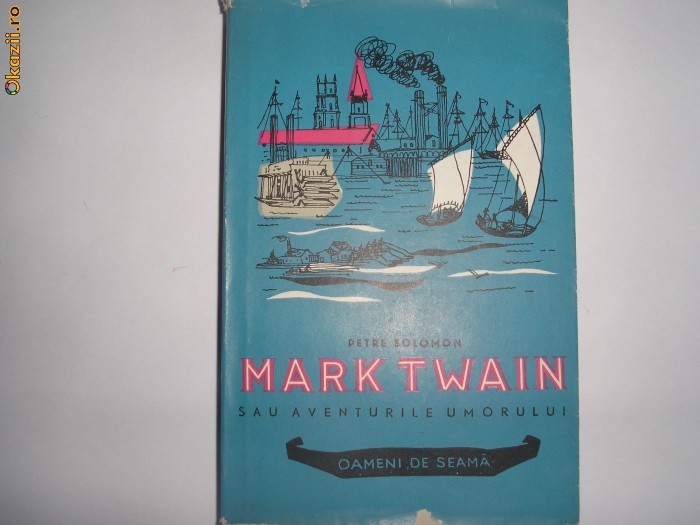 Okazii.ro
PETRE SOLOMON
MARK TWAIN
SAU AVENTURILE UMORULUI
OAMENI DE SEAMĂ